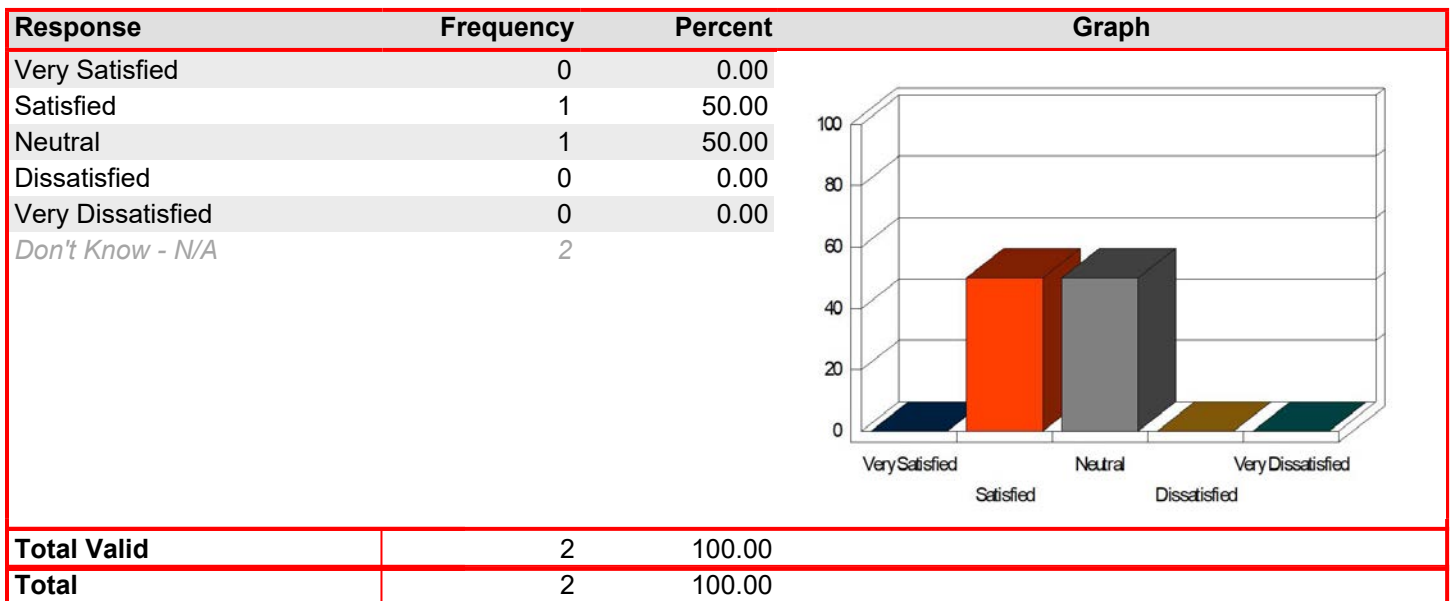 Response Frequency Percent Graph
Very Satisfied 0 0.00
Satisfied 1 50.00
Neutral 1 50.00
Dissatisfied 0 0.00
Very Dissatisfied 0 0.00
Don't Know - N/A 2
100
80
60
40
20
0
Very Satisfied Neutral Very Dissatisfied
Satisfied Dissatisfied
Total Valid 2 100.00
Total 2 100.00